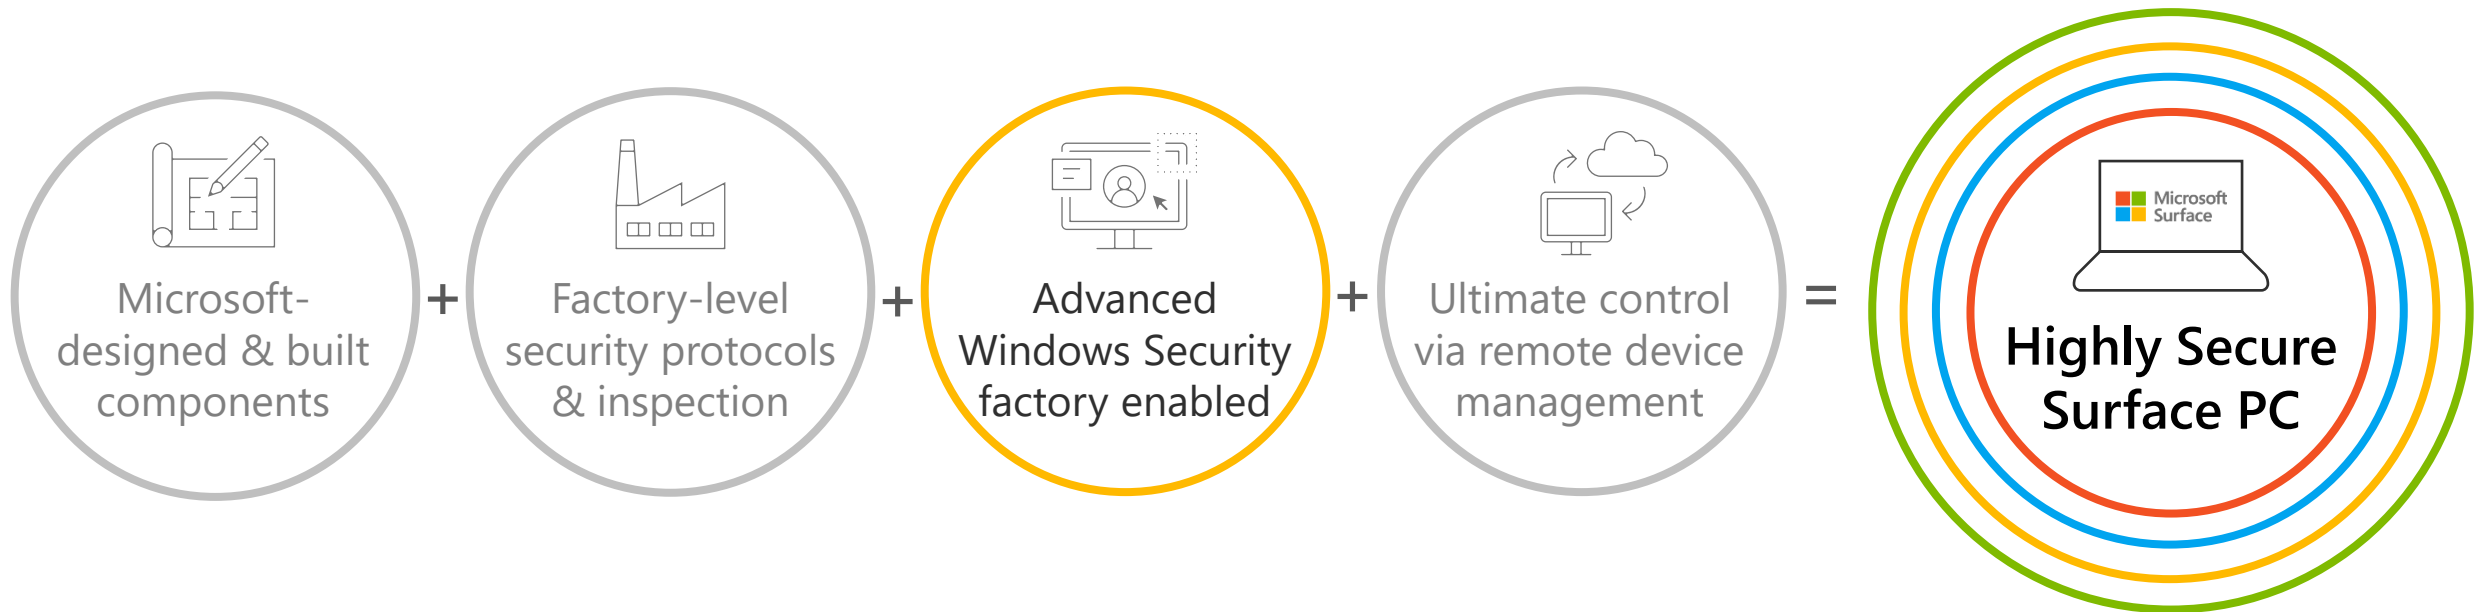 Microsoft-
designed & built
components
+
Factory-level
security protocols
& inspection
+
Advanced
Windows Security
factory enabled
+
Ultimate control
via remote device
management
=
Microsoft
Surface
Highly Secure
Surface PC